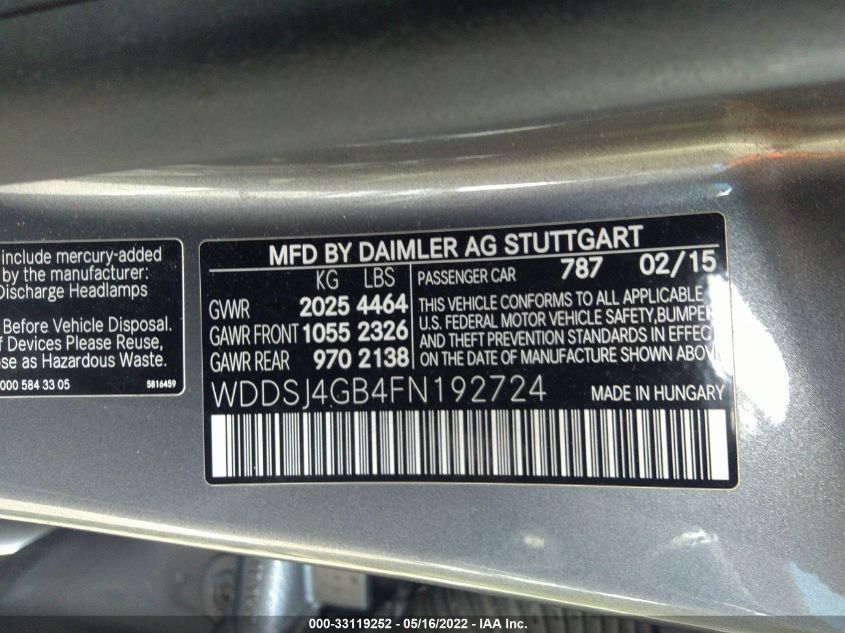 include mercury-added
by the manufacturer:
Discharge Headlamps
Before Vehicle Disposal.
Devices Please Reuse,
as Hazardous Waste.
000 584 33 05 5816459
MFD BY DAIMLER AG STUTTGART
KG LBS
GVWR 2025 4464
GAWR FRONT 1055 2326
GAWR REAR 970 2138
PASSENGER CAR 787 02/15
THIS VEHICLE CONFORMS TO ALL APPLICABLE
U.S. FEDERAL MOTOR VEHICLE SAFETY, BUMPER
AND THEFT PREVENTION STANDARDS IN EFFECT
ON THE DATE OF MANUFACTURE SHOWN ABOVE
WDDSJ4GB4FN192724 MADE IN HUNGARY
000-33119252 - 05/16/2022 - IAA Inc.